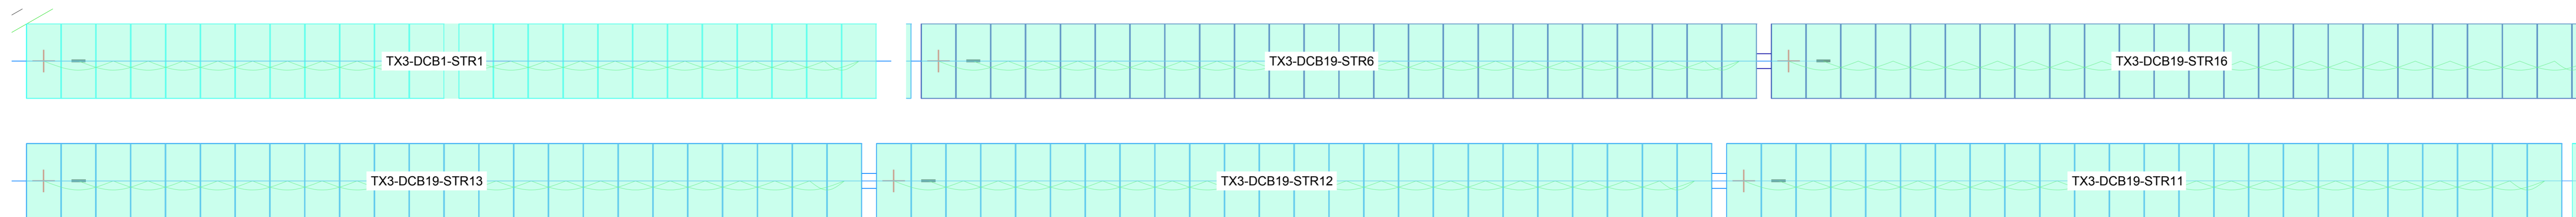 TX3-DCB1-STR1
TX3-DCB19-STR6
TX3-DCB19-STR16
TX3-DCB19-STR13
TX3-DCB19-STR12
TX3-DCB19-STR11